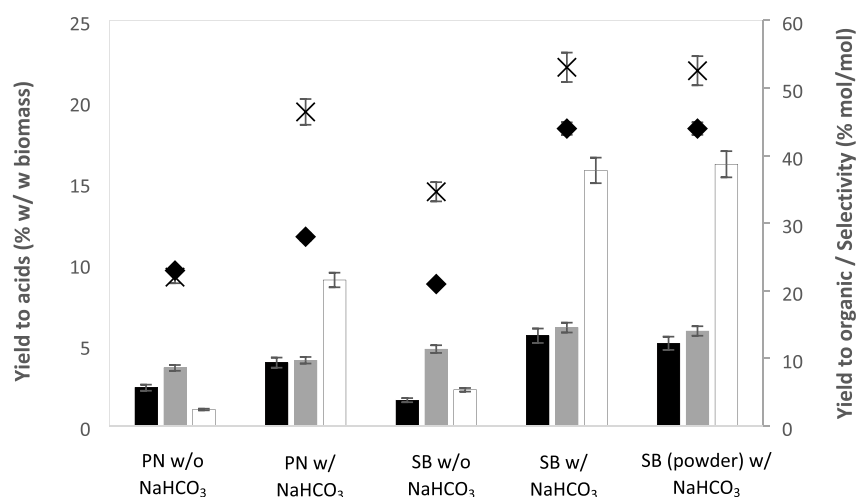 Yield to acids (% w/ w biomass)
25
20
15
10
5
0
60
50
40
30
20
10
0
Yield to organic / Selectivity (% mol/mol)
PN w/o
NaHCO₃
PN w/
NaHCO₃
SB w/o
NaHCO₃
SB w/
NaHCO₃
SB (powder) w/
NaHCO₃